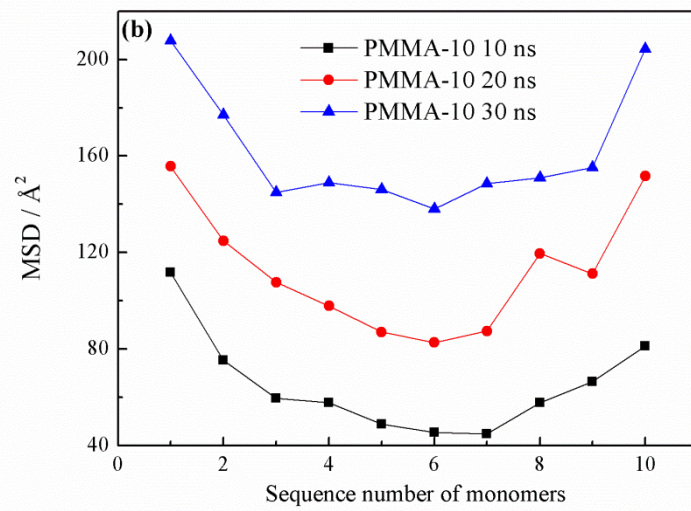 (b)
PMMA-10 10 ns
PMMA-10 20 ns
PMMA-10 30 ns
200
160
120
80
40
MSD / Å²
0 2 4 6 8 10
Sequence number of monomers